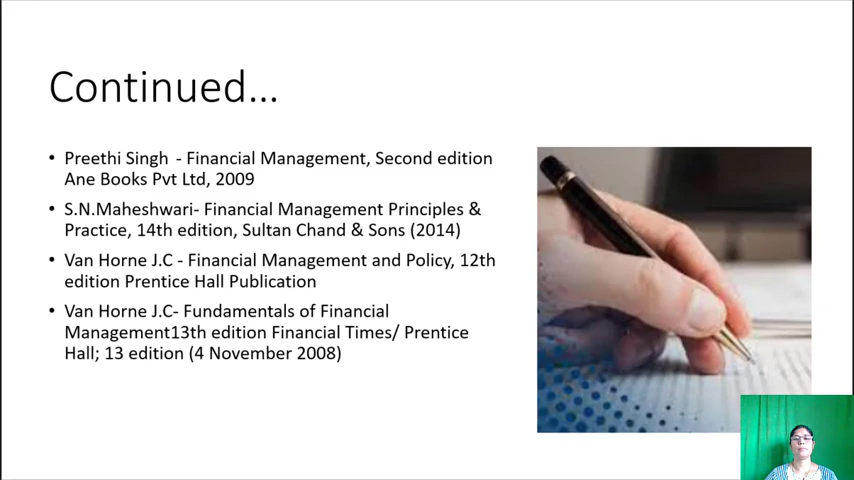 Continued...
• Preethi Singh - Financial Management, Second edition
Ane Books Pvt Ltd, 2009
• S.N.Maheshwari- Financial Management Principles &
Practice, 14th edition, Sultan Chand & Sons (2014)
• Van Horne J.C - Financial Management and Policy, 12th
edition Prentice Hall Publication
• Van Horne J.C- Fundamentals of Financial
Management13th edition Financial Times/ Prentice
Hall; 13 edition (4 November 2008)